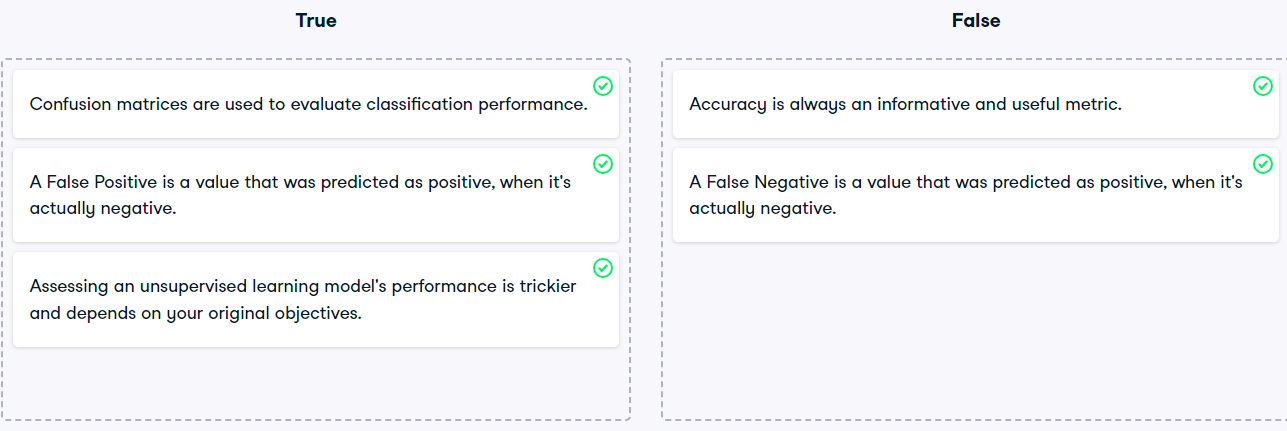 True
Confusion matrices are used to evaluate classification performance.
A False Positive is a value that was predicted as positive, when it's
actually negative.
Assessing an unsupervised learning model's performance is trickier
and depends on your original objectives.
False
Accuracy is always an informative and useful metric.
A False Negative is a value that was predicted as positive, when it's
actually negative.